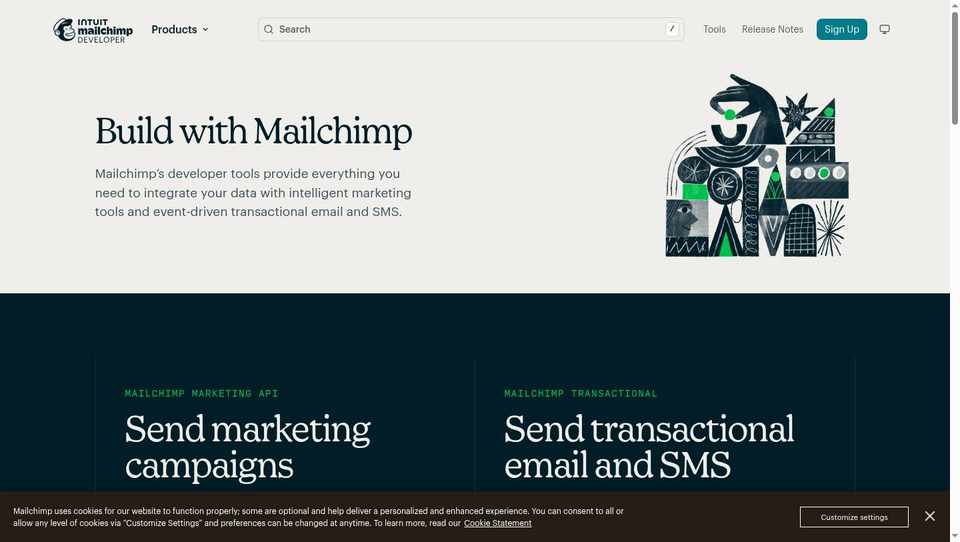 INTUIT
mailchimp
DEVELOPER
Products
Search
/
Tools
Release Notes
Sign Up
Build with Mailchimp
Mailchimp's developer tools provide everything you
need to integrate your data with intelligent marketing
tools and event-driven transactional email and SMS.
MAILCHIMP MARKETING API
Send marketing
campaigns
MAILCHIMP TRANSACTIONAL
Send transactional
email and SMS
Mailchimp uses cookies for our website to function properly; some are optional and help deliver a personalized and enhanced experience. You can consent to all or
allow any level of cookies via "Customize Settings" and preferences can be changed at anytime. To learn more, read our Cookie Statement
Customize settings